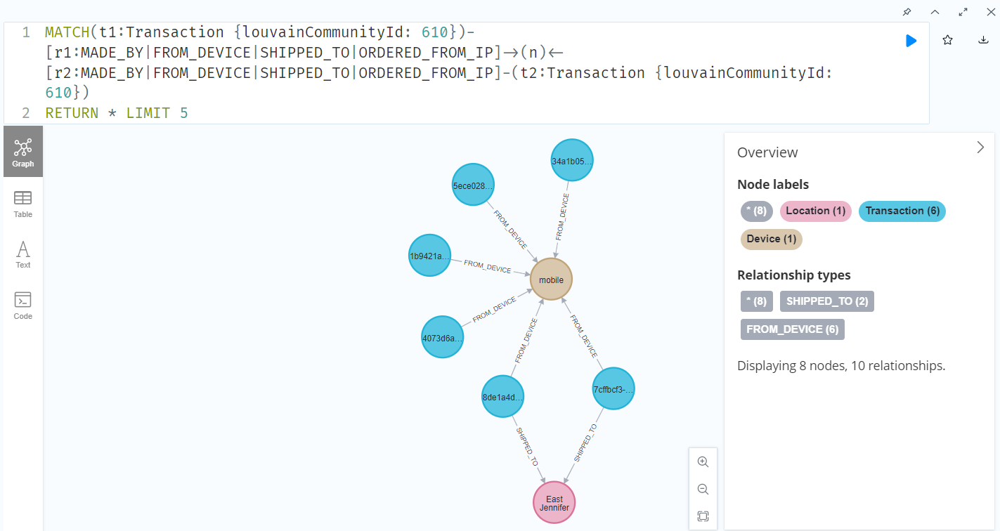 1 MATCH(t1:Transaction {louvainCommunityId: 610})-
[r1:MADE_BY|FROM_DEVICE|SHIPPED_TO|ORDERED_FROM_IP]->(n)<-
[r2:MADE_BY|FROM_DEVICE|SHIPPED_TO|ORDERED_FROM_IP]-(t2:Transaction {louvainCommunityId:
610})
2 RETURN * LIMIT 5
Graph
Table
Text
Code
34a1b05...
5ece028...
FROM_DEVICE
FROM_DEVICE
1b9421a...
FROM_DEVICE
mobile
FROM_DEVICE
4073d6a...
FROM_DEVICE
FROM_DEVICE
8de1a4d...
7cffbcf3-...
SHIPPED_TO
SHIPPED_TO
East
Jennifer
Overview
Node labels
* (8) Location (1) Transaction (6)
Device (1)
Relationship types
* (8) SHIPPED_TO (2)
FROM_DEVICE (6)
Displaying 8 nodes, 10 relationships.